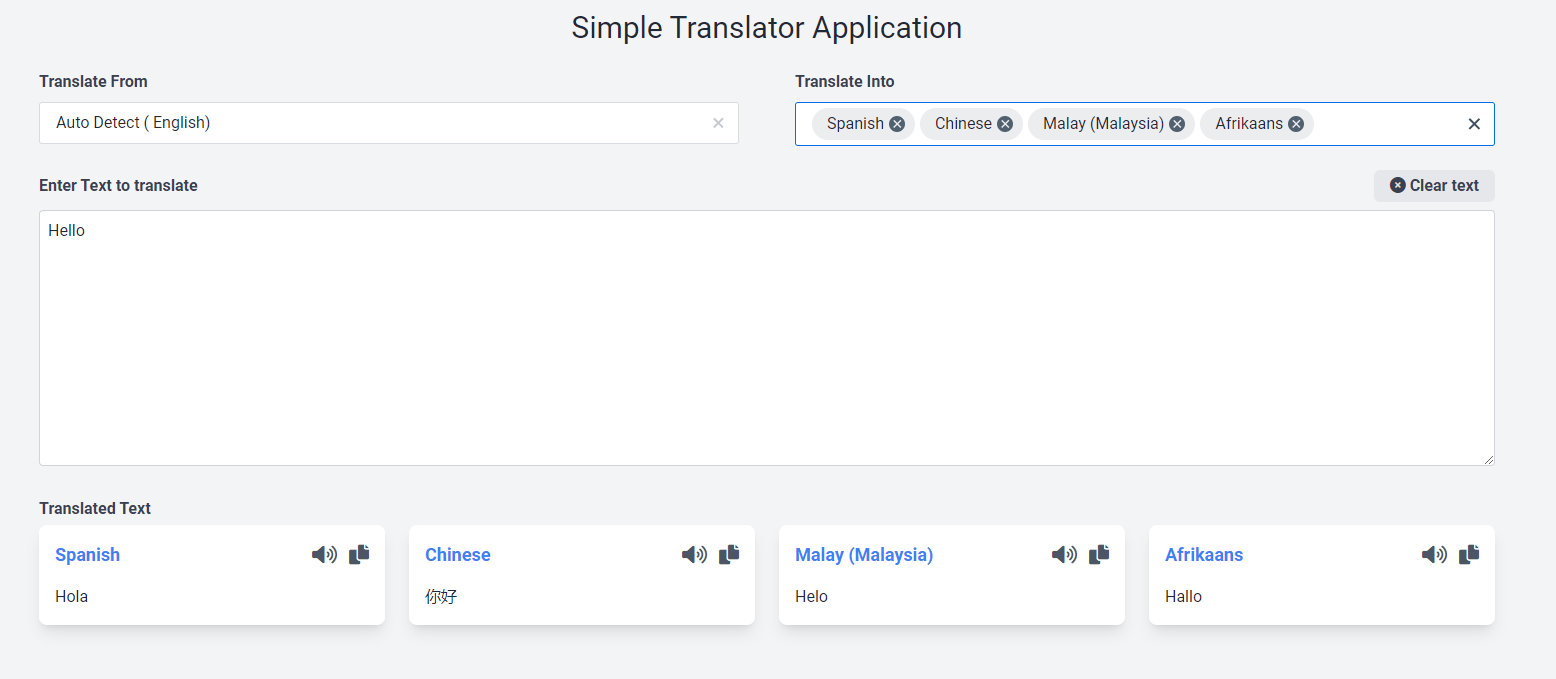 Simple Translator Application
Translate From
Translate Into
Auto Detect ( English)
Spanish Chinese Malay (Malaysia) Afrikaans
Enter Text to translate
Clear text
Hello
Translated Text
Spanish
Hola
Chinese
你好
Malay (Malaysia)
Helo
Afrikaans
Hallo